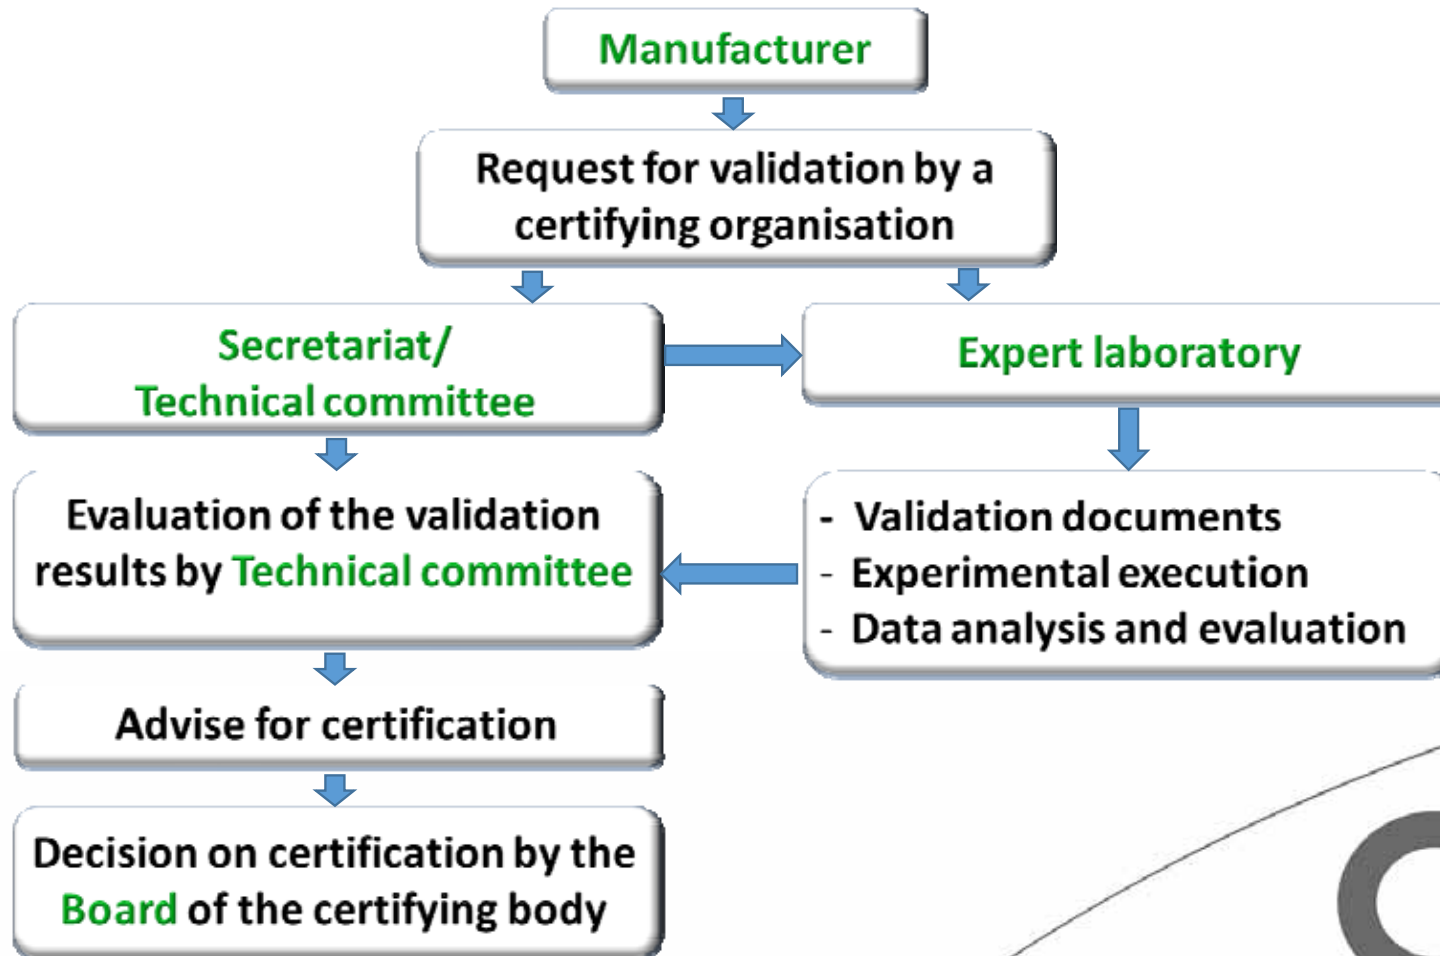 Manufacturer
Request for validation by a
certifying organisation
Secretariat/
Technical committee
Expert laboratory
Evaluation of the validation
results by Technical committee
- Validation documents
- Experimental execution
- Data analysis and evaluation
Advise for certification
Decision on certification by the
Board of the certifying body